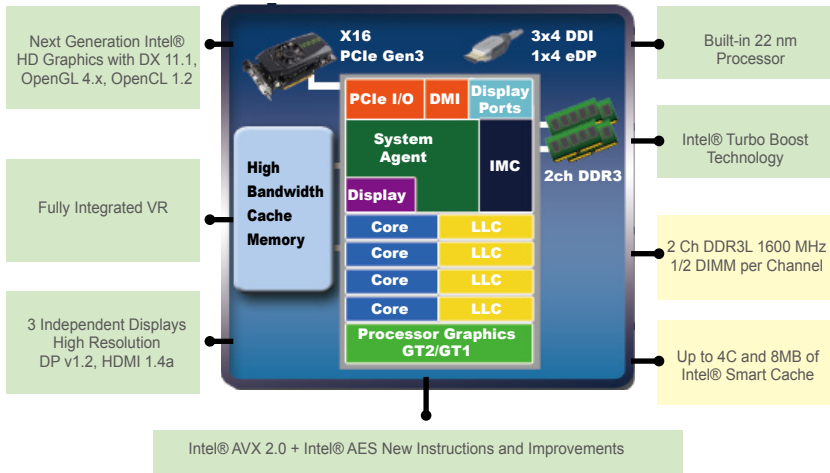 Next Generation Intel®
HD Graphics with DX 11.1,
OpenGL 4.x, OpenCL 1.2
Fully Integrated VR
3 Independent Displays
High Resolution
DP v1.2, HDMI 1.4a
X16
PCIe Gen3
3x4 DDI
1x4 eDP
PCIe I/O
DMI
Display
Ports
System
Agent
IMC
Display
2ch DDR3
High
Bandwidth
Cache
Memory
Core
LLC
Core
LLC
Core
LLC
Core
LLC
Processor Graphics
GT2/GT1
Built-in 22 nm
Processor
Intel® Turbo Boost
Technology
2 Ch DDR3L 1600 MHz
1/2 DIMM per Channel
Up to 4C and 8MB of
Intel® Smart Cache
Intel® AVX 2.0 + Intel® AES New Instructions and Improvements